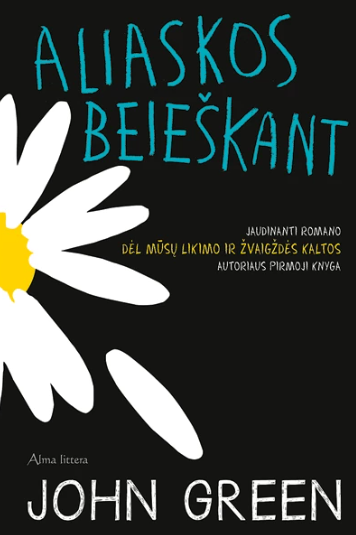 ALIASKOS
BEIEŠKANT
JAUDINANTI ROMANO
DĖL MŪSŲ LIKIMO IR ŽVAIGŽDĖS KALTOS
AUTORIAUS PIRMOJI KNYGA
Alma littera
JOHN GREEN